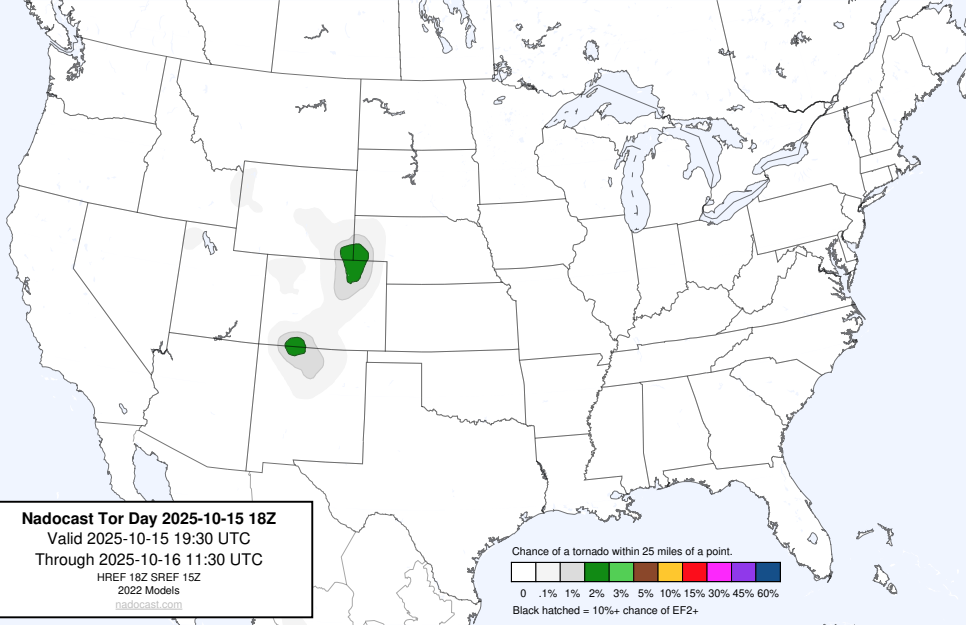 Nadocast Tor Day 2025-10-15 18Z
Valid 2025-10-15 19:30 UTC
Through 2025-10-16 11:30 UTC
HREF 18Z SREF 15Z
2022 Models
nadocast.com
Chance of a tornado within 25 miles of a point.
0 .1% 1% 2% 3% 5% 10% 15% 30% 45% 60%
Black hatched = 10%+ chance of EF2+